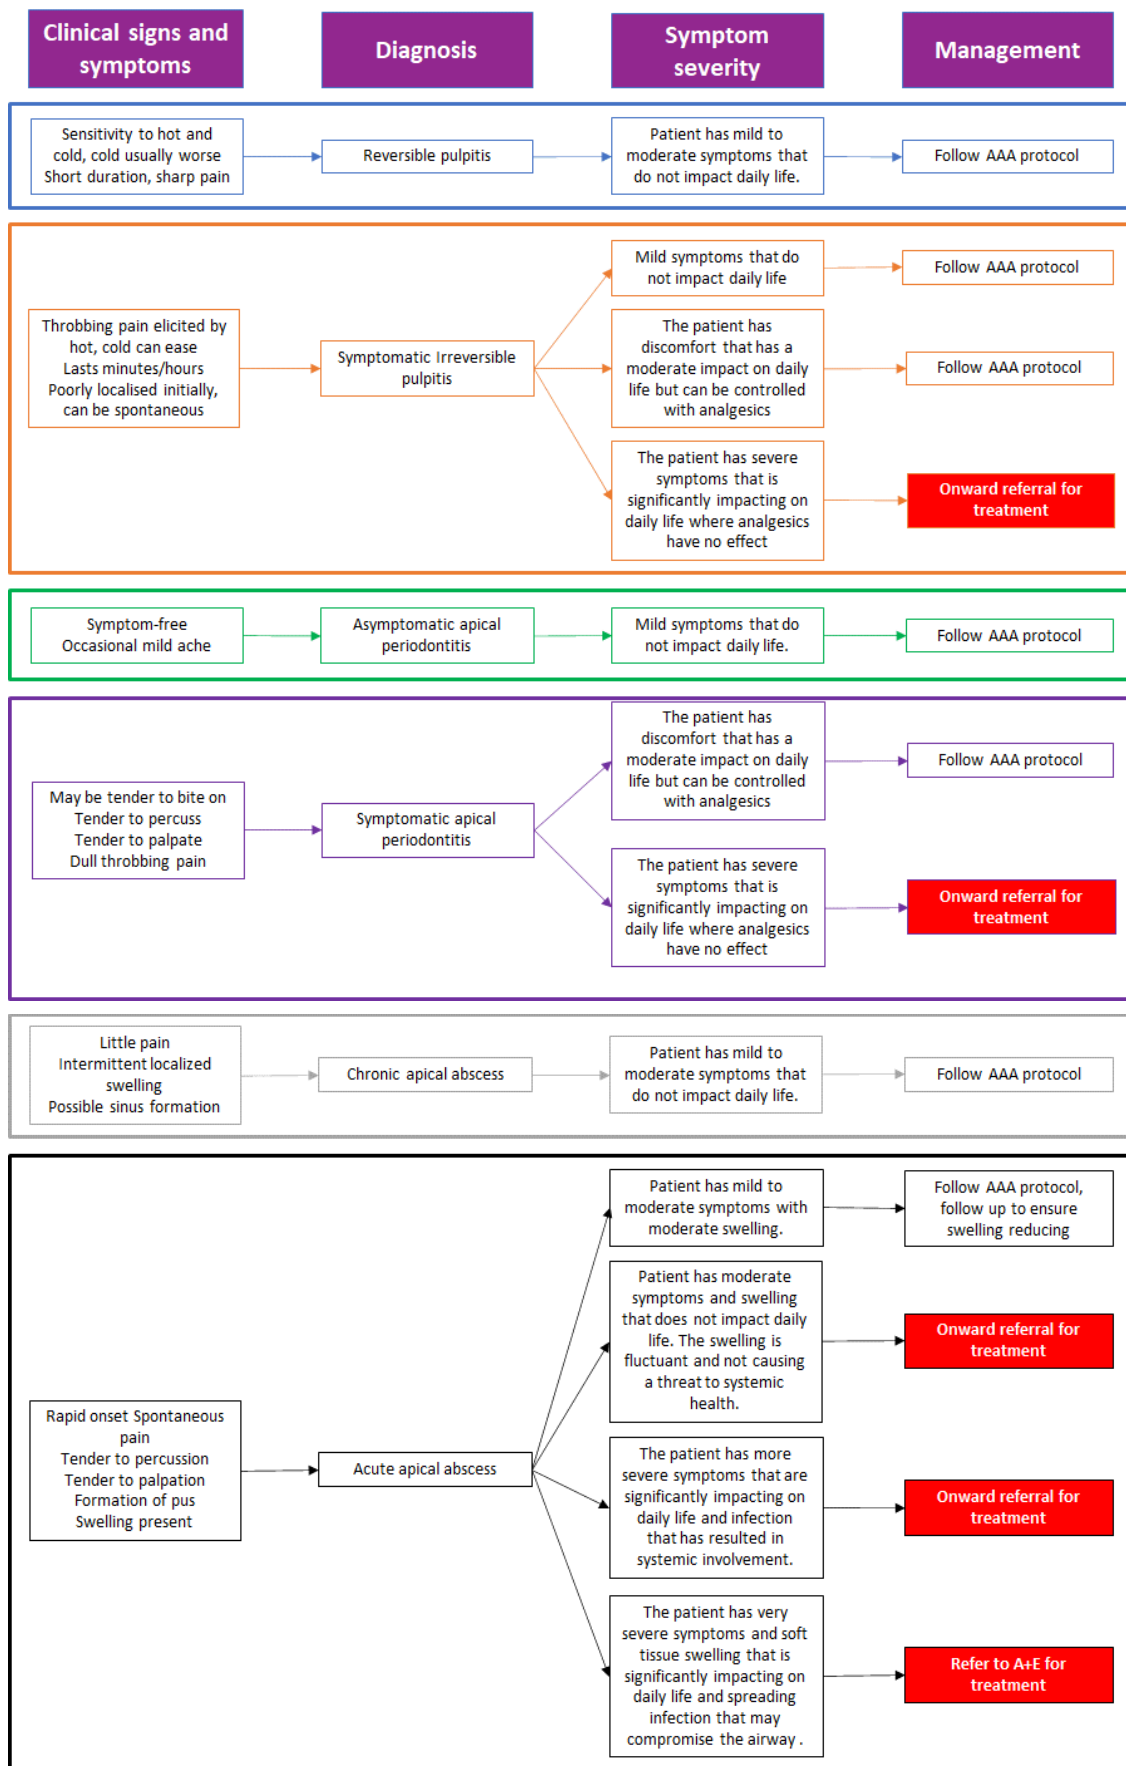 Clinical signs and
symptoms
Diagnosis
Symptom
severity
Management
Sensitivity to hot and
cold, cold usually worse
Short duration, sharp pain
Reversible pulpitis
Patient has mild to
moderate symptoms that
do not impact daily life.
Follow AAA protocol
Throbbing pain elicited by
hot, cold can ease
Lasts minutes/hours
Poorly localised initially,
can be spontaneous
Symptomatic Irreversible
pulpitis
Mild symptoms that do
not impact daily life
Follow AAA protocol
The patient has
discomfort that has a
moderate impact on daily
life but can be controlled
with analgesics
Follow AAA protocol
The patient has severe
symptoms that is
significantly impacting on
daily life where analgesics
have no effect
Onward referral for
treatment
Symptom-free
Occasional mild ache
Asymptomatic apical
periodontitis
Mild symptoms that do
not impact daily life.
Follow AAA protocol
May be tender to bite on
Tender to percuss
Tender to palpate
Dull throbbing pain
Symptomatic apical
periodontitis
The patient has
discomfort that has a
moderate impact on daily
life but can be controlled
with analgesics
Follow AAA protocol
The patient has severe
symptoms that is
significantly impacting on
daily life where analgesics
have no effect
Onward referral for
treatment
Little pain
Intermittent localized
swelling
Possible sinus formation
Chronic apical abscess
Patient has mild to
moderate symptoms that
do not impact daily life.
Follow AAA protocol
Rapid onset Spontaneous
pain
Tender to percussion
Tender to palpation
Formation of pus
Swelling present
Acute apical abscess
Patient has mild to
moderate symptoms with
moderate swelling.
Follow AAA protocol,
follow up to ensure
swelling reducing
Patient has moderate
symptoms and swelling
that does not impact daily
life. The swelling is
fluctuant and not causing
a threat to systemic
health.
Onward referral for
treatment
The patient has more
severe symptoms that are
significantly impacting on
daily life and infection
that has resulted in
systemic involvement.
Onward referral for
treatment
The patient has very
severe symptoms and soft
tissue swelling that is
significantly impacting on
daily life and spreading
infection that may
compromise the airway .
Refer to A+E for
treatment